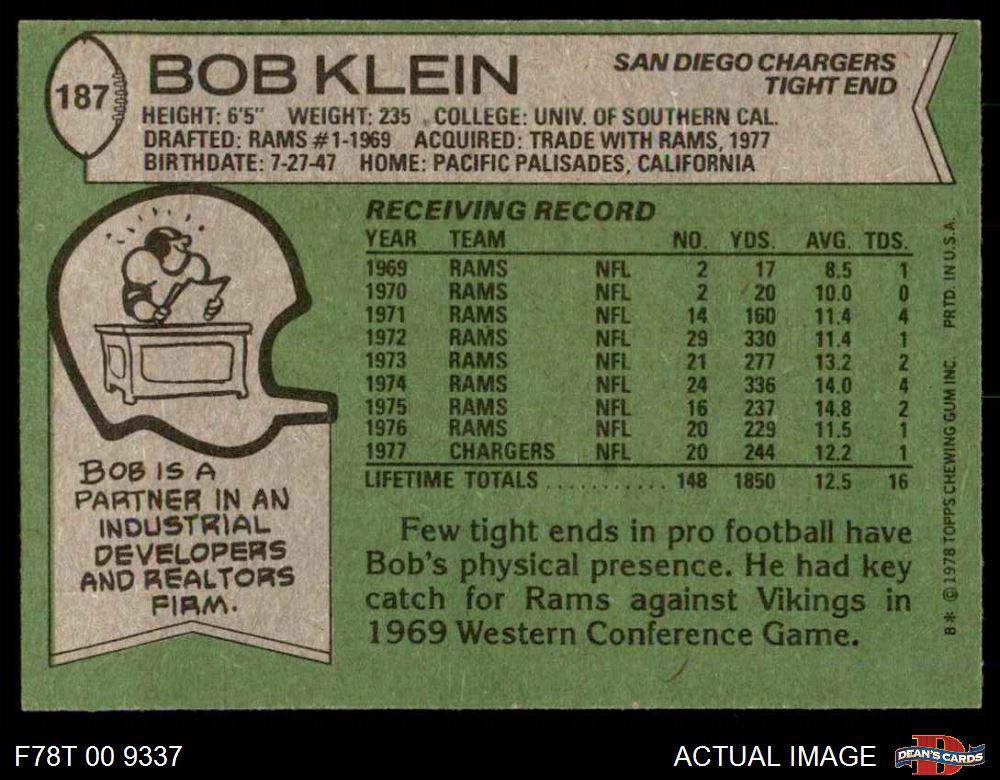 187
BOB KLEIN
SAN DIEGO CHARGERS
TIGHT END
HEIGHT: 6'5" WEIGHT: 235 COLLEGE: UNIV. OF SOUTHERN CAL.
DRAFTED: RAMS #1-1969 ACQUIRED: TRADE WITH RAMS, 1977
BIRTHDATE: 7-27-47 HOME: PACIFIC PALISADES, CALIFORNIA
RECEIVING RECORD
YEAR TEAM NO. YDS. AVG. TDS.
1969 RAMS NFL 2 17 8.5 1
1970 RAMS NFL 2 20 10.0 0
1971 RAMS NFL 14 160 11.4 4
1972 RAMS NFL 29 330 11.4 1
1973 RAMS NFL 21 277 13.2 2
1974 RAMS NFL 24 336 14.0 4
1975 RAMS NFL 16 237 14.8 2
1976 RAMS NFL 20 229 11.5 1
1977 CHARGERS NFL 20 244 12.2 1
LIFETIME TOTALS........... 148 1850 12.5 16
BOB IS A
PARTNER IN AN
INDUSTRIAL
DEVELOPERS
AND REALTORS
FIRM.
Few tight ends in pro football have
Bob's physical presence. He had key
catch for Rams against Vikings in
1969 Western Conference Game.
B* © 1978 TOPPS CHEWING GUM INC. PRTD. IN U.S.A.
F78T 00 9337
ACTUAL IMAGE
D
DEAN'S CARDS